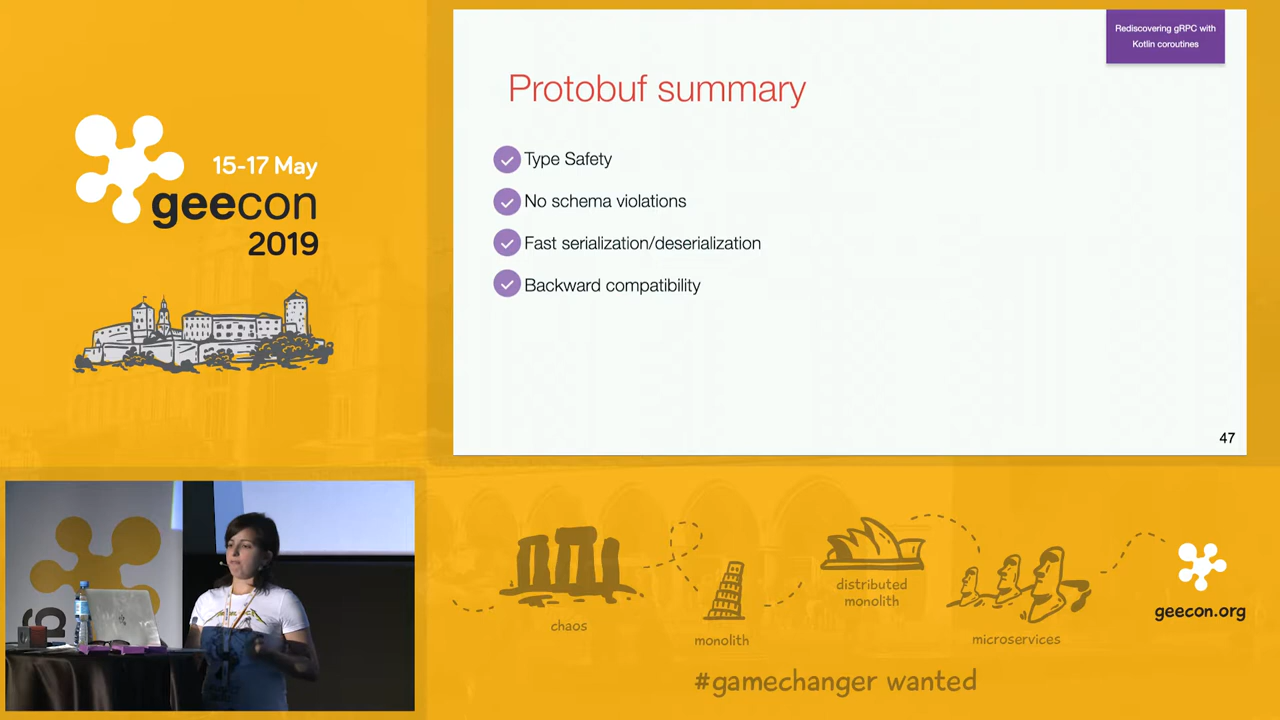 15-17 May
geecon
2019
Rediscovering gRPC with
Kotlin coroutines
Protobuf summary
Type Safety
No schema violations
Fast serialization/deserialization
Backward compatibility
47
chaos
monolith
distributed
monolith
microservices
geecon.org
#gamechanger wanted